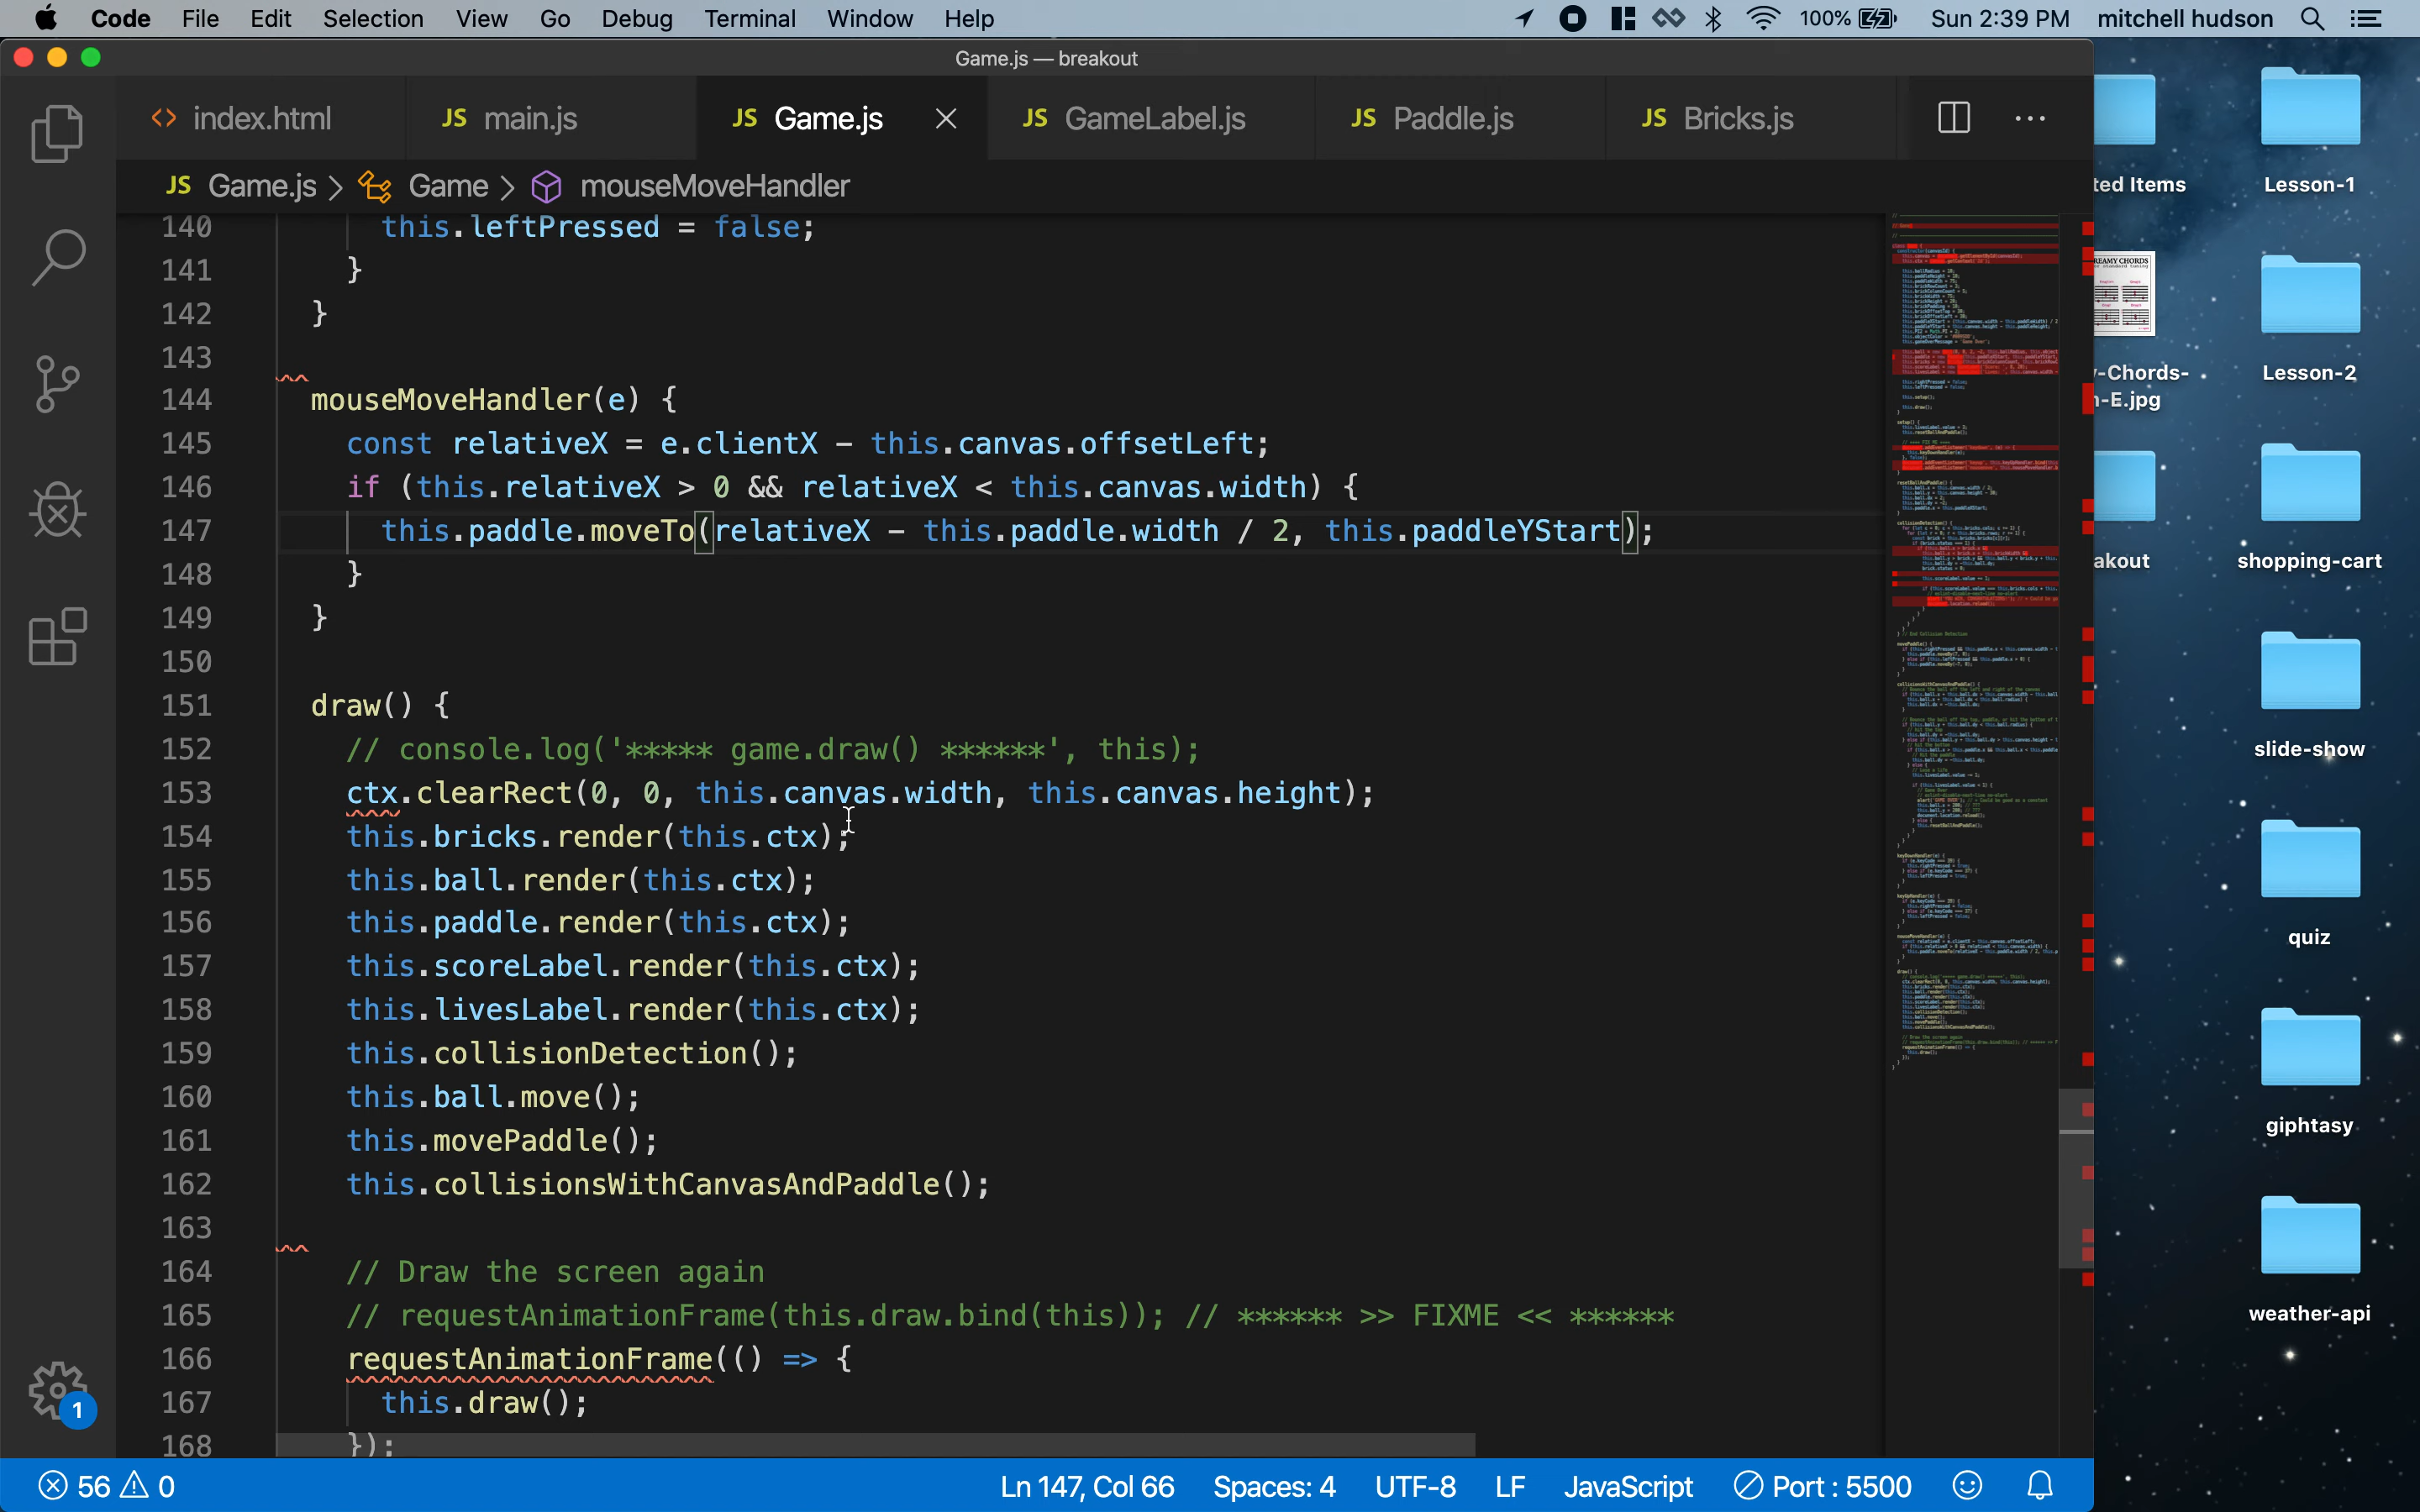 Code File Edit Selection View Go Debug Terminal Window Help 100% Sun 2:39 PM mitchell hudson
Game.js — breakout
<> index.html JS main.js JS Game.js JS GameLabel.js JS Paddle.js JS Bricks.js
JS Game.js > Game > mouseMoveHandler
140 this.leftPressed = false;
141 }
142 }
143
144 mouseMoveHandler(e) {
145 const relativeX = e.clientX - this.canvas.offsetLeft;
146 if (this.relativeX > 0 && relativeX < this.canvas.width) {
147 this.paddle.moveTo(relativeX - this.paddle.width / 2, this.paddleYStart);
148 }
149 }
150
151 draw() {
152 // console.log('***** game.draw() ******', this);
153 ctx.clearRect(0, 0, this.canvas.width, this.canvas.height);
154 this.bricks.render(this.ctx);
155 this.ball.render(this.ctx);
156 this.paddle.render(this.ctx);
157 this.scoreLabel.render(this.ctx);
158 this.livesLabel.render(this.ctx);
159 this.collisionDetection();
160 this.ball.move();
161 this.movePaddle();
162 this.collisionsWithCanvasAndPaddle();
163
164 // Draw the screen again
165 // requestAnimationFrame(this.draw.bind(this)); // ****** >> FIXME << ******
166 requestAnimationFrame(() => {
167 this.draw();
168 });
1
56 0 Ln 147, Col 66 Spaces: 4 UTF-8 LF JavaScript Port : 5500
ted Items
REAMY CHORDS
-Chords-
-E.jpg
akout
Lesson-1
Lesson-2
shopping-cart
slide-show
quiz
giphtasy
weather-api